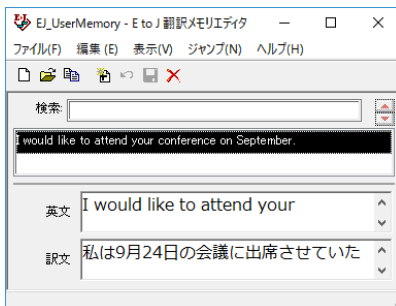 EJ_UserMemory - E to J 翻訳メモリエディタ
ファイル(F) 編集 (E) 表示(V) ジャンプ(N) ヘルプ(H)
検索:
I would like to attend your conference on September.
英文 I would like to attend your
訳文 私は9月24日の会議に出席させていた